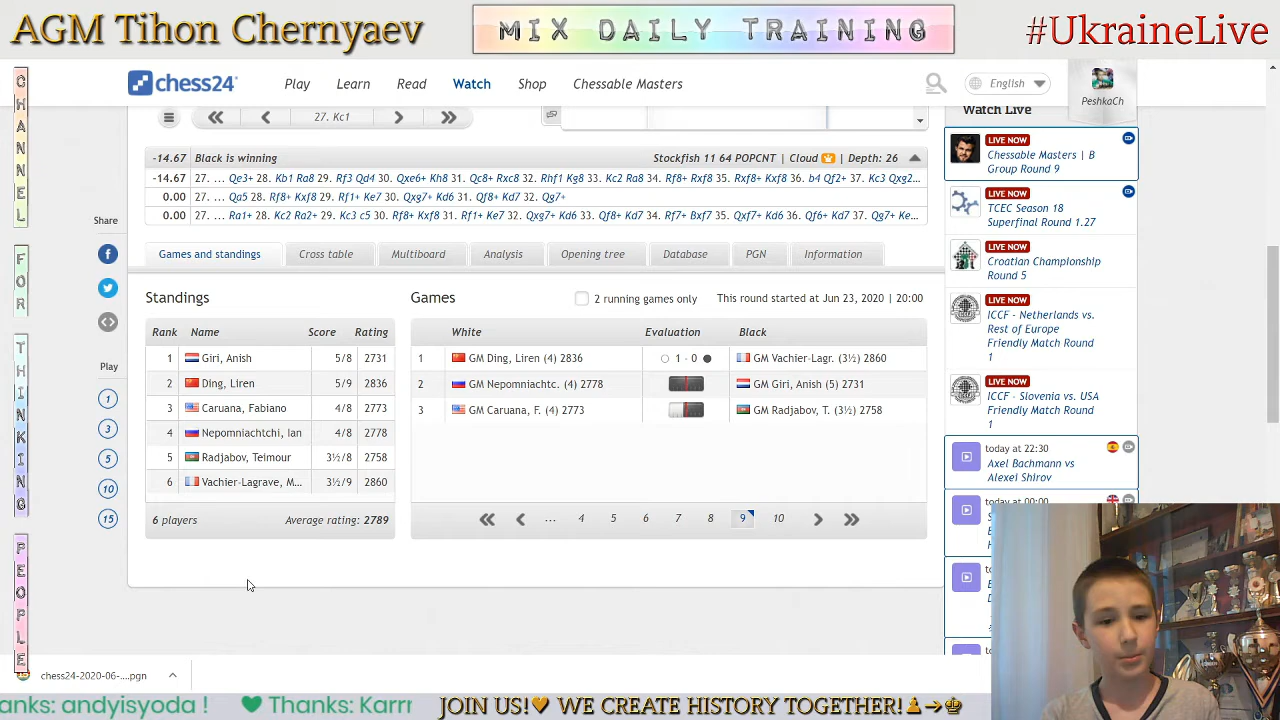 AGM Tihon Chernyaev
MIX DAILY TRAINING
#UkraineLive
CHANNEL
FOR
THINKING
PEOPLE
chess24
Play Learn Read Watch Shop Chessable Masters
English
PeshkaCh
27. Kc1
-14.67 Black is winning Stockfish 11 64 POPCNT | Cloud | Depth: 26
-14.67 27. ... Qe3+ 28. Kb1 Ra8 29. Rf3 Qd4 30. Qxe6+ Kh8 31. Qc8+ Rxc8 32. Rhf1 Kg8 33. Kc2 Ra8 34. Rf8+ Rxf8 35. Rxf8+ Kxf8 36. b4 Qf2+ 37. Kc3 Qxg2...
0.00 27. ... Qa5 28. Rf8+ Rxf8 29. Rf1+ Ke7 30. Qxg7+ Kd6 31. Qf8+ Kd7 32. Qg7+
0.00 27. ... Ra1+ 28. Kc2 Ra2+ 29. Kc3 c5 30. Rf8+ Kxf8 31. Rf1+ Ke7 32. Qxg7+ Kd6 33. Qf8+ Kd7 34. Rf7+ Bxf7 35. Qxf7+ Kd6 36. Qf6+ Kd7 37. Qg7+ Ke...
Share
Games and standings Cross table Multiboard Analysis Opening tree Database PGN Information
Standings
Rank Name Score Rating
1 Giri, Anish 5/8 2731
2 Ding, Liren 5/9 2836
3 Caruana, Fabiano 4/8 2773
4 Nepomniachtchi, Ian 4/8 2778
5 Radjabov, Teimour 3½/8 2758
6 Vachier-Lagrave, M... 3½/9 2860
6 players Average rating: 2789
Games 2 running games only This round started at Jun 23, 2020 | 20:00
White Evaluation Black
1 GM Ding, Liren (4) 2836 1 - 0 GM Vachier-Lagr. (3½) 2860
2 GM Nepomniachtc. (4) 2778 GM Giri, Anish (5) 2731
3 GM Caruana, F. (4) 2773 GM Radjabov, T. (3½) 2758
... 4 5 6 7 8 9 10
Play
1
3
5
10
15
Watch Live
LIVE NOW
Chessable Masters | B
Group Round 9
LIVE NOW
TCEC Season 18
Superfinal Round 1.27
LIVE NOW
Croatian Championship
Round 5
LIVE NOW
ICCF - Netherlands vs.
Rest of Europe
Friendly Match Round
1
LIVE NOW
ICCF - Slovenia vs. USA
Friendly Match Round
1
today at 22:30
Axel Bachmann vs
Alexei Shirov
today at 00:00
today at
chess24-2020-06-....pgn
anks: andyisyoda ! Thanks: Karrr
JOIN US! WE CREATE HISTORY TOGETHER!